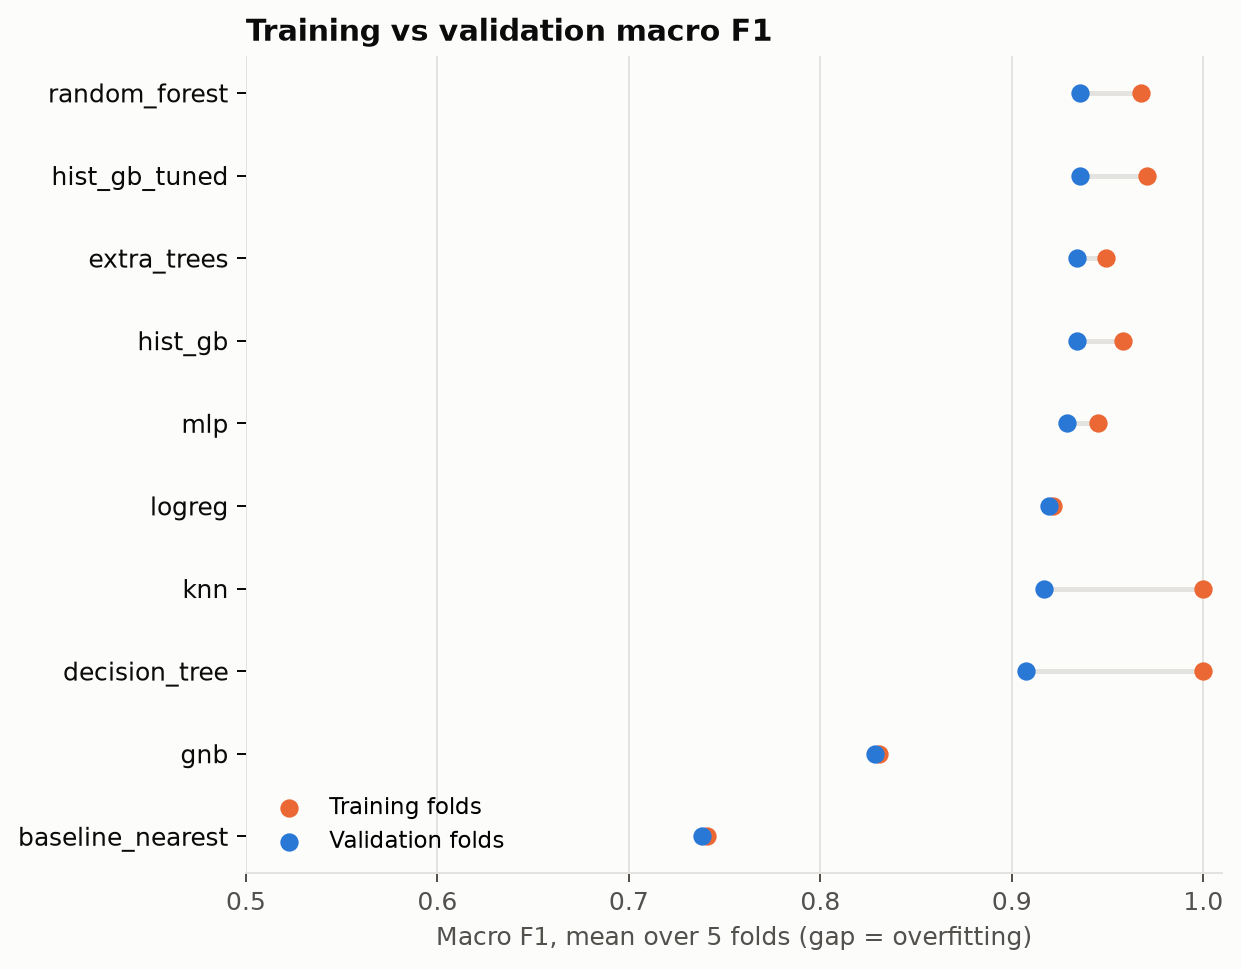 Training vs validation macro F1
random_forest
hist_gb_tuned
extra_trees
hist_gb
mlp
logreg
knn
decision_tree
gnb
baseline_nearest
Training folds
Validation folds
0.5 0.6 0.7 0.8 0.9 1.0
Macro F1, mean over 5 folds (gap = overfitting)